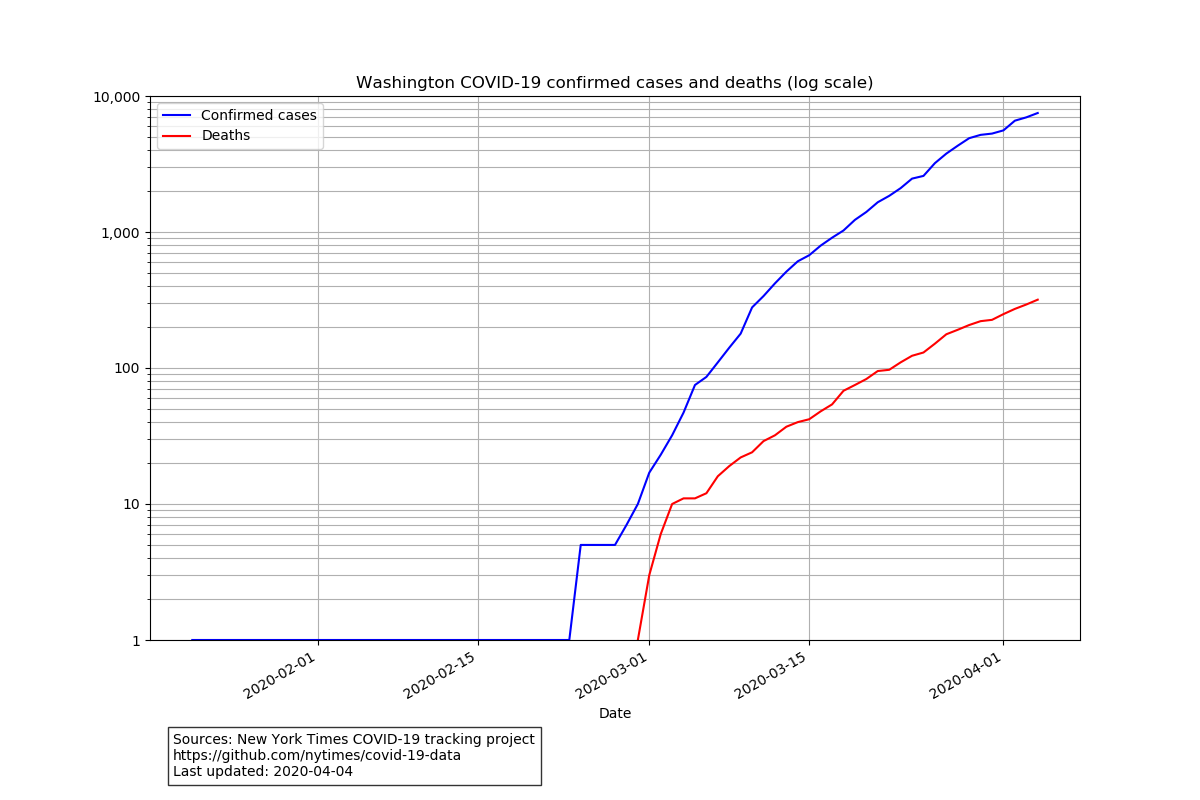 Washington COVID-19 confirmed cases and deaths (log scale)
10,000
Confirmed cases
Deaths
1,000
100
10
1
2020-02-01
2020-02-15
2020-03-01
2020-03-15
2020-04-01
Date
Sources: New York Times COVID-19 tracking project
https://github.com/nytimes/covid-19-data
Last updated: 2020-04-04